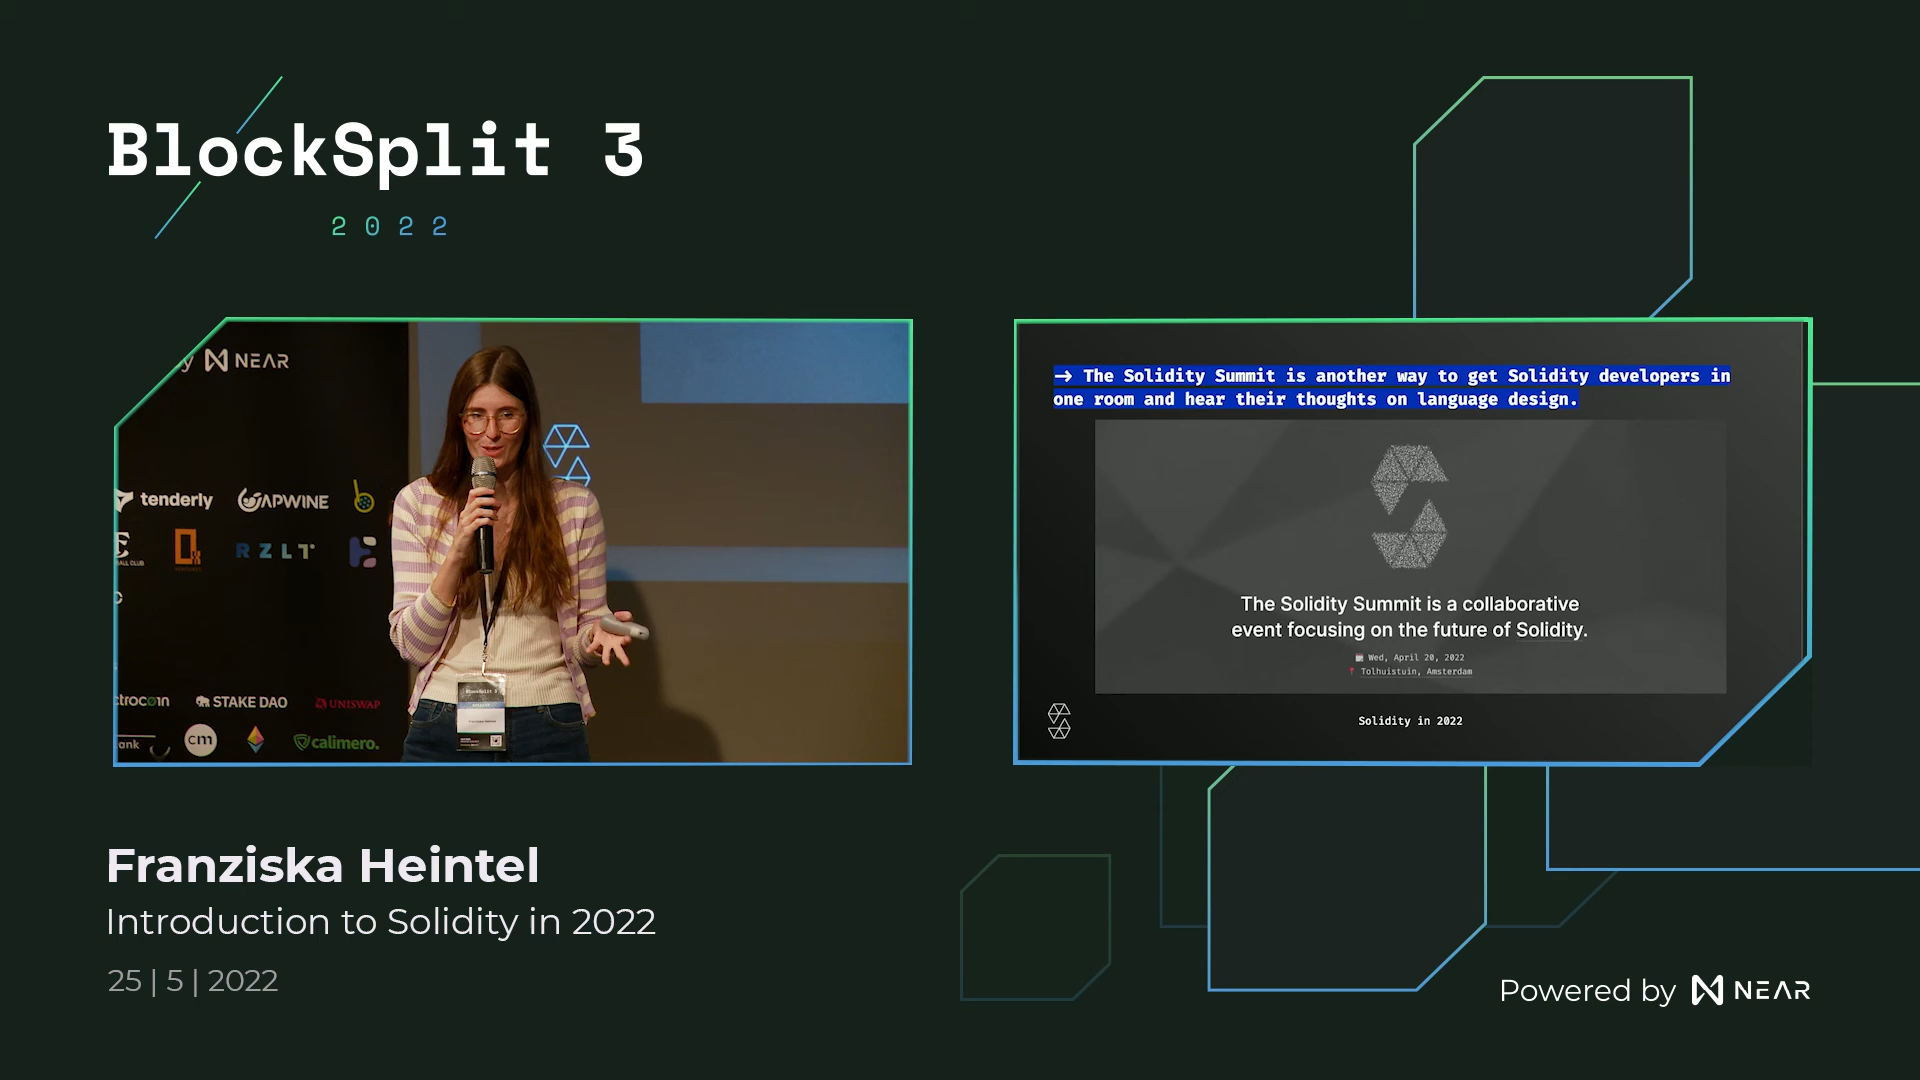 BlockSplit 3
2022
NEAR
tenderly
APWINE
RZLT
STAKE DAO
UNISWAP
cm
calimero.
→ The Solidity Summit is another way to get Solidity developers in
one room and hear their thoughts on language design.
The Solidity Summit is a collaborative
event focusing on the future of Solidity.
Wed, April 20, 2022
Tolhuistuin, Amsterdam
Solidity in 2022
Franziska Heintel
Introduction to Solidity in 2022
25 | 5 | 2022
Powered by NEAR